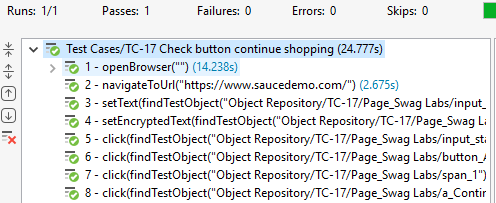 Runs: 1/1 Passes: 1 Failures: 0 Errors: 0 Skips: 0
Test Cases/TC-17 Check button continue shopping (24.777s)
1 - openBrowser("") (14.238s)
2 - navigateToUrl("https://www.saucedemo.com/") (2.675s)
3 - setText(findTestObject("Object Repository/TC-17/Page_Swag Labs/input_
4 - setEncryptedText(findTestObject("Object Repository/TC-17/Page_Swag
5 - click(findTestObject("Object Repository/TC-17/Page_Swag Labs/input_sta
6 - click(findTestObject("Object Repository/TC-17/Page_Swag Labs/button_A
7 - click(findTestObject("Object Repository/TC-17/Page_Swag Labs/span_1")
8 - click(findTestObject("Object Repository/TC-17/Page_Swag Labs/a_Contin